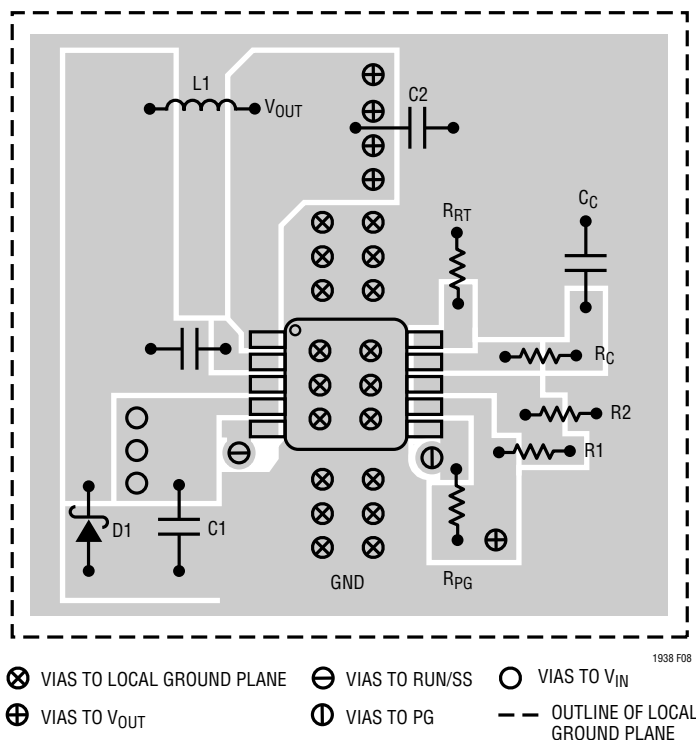 L1
VOUT
C2
RRT
CC
RC
R2
R1
D1
C1
RPG
GND
1938 F08
VIAS TO LOCAL GROUND PLANE
VIAS TO RUN/SS
VIAS TO VIN
VIAS TO VOUT
VIAS TO PG
OUTLINE OF LOCAL
GROUND PLANE